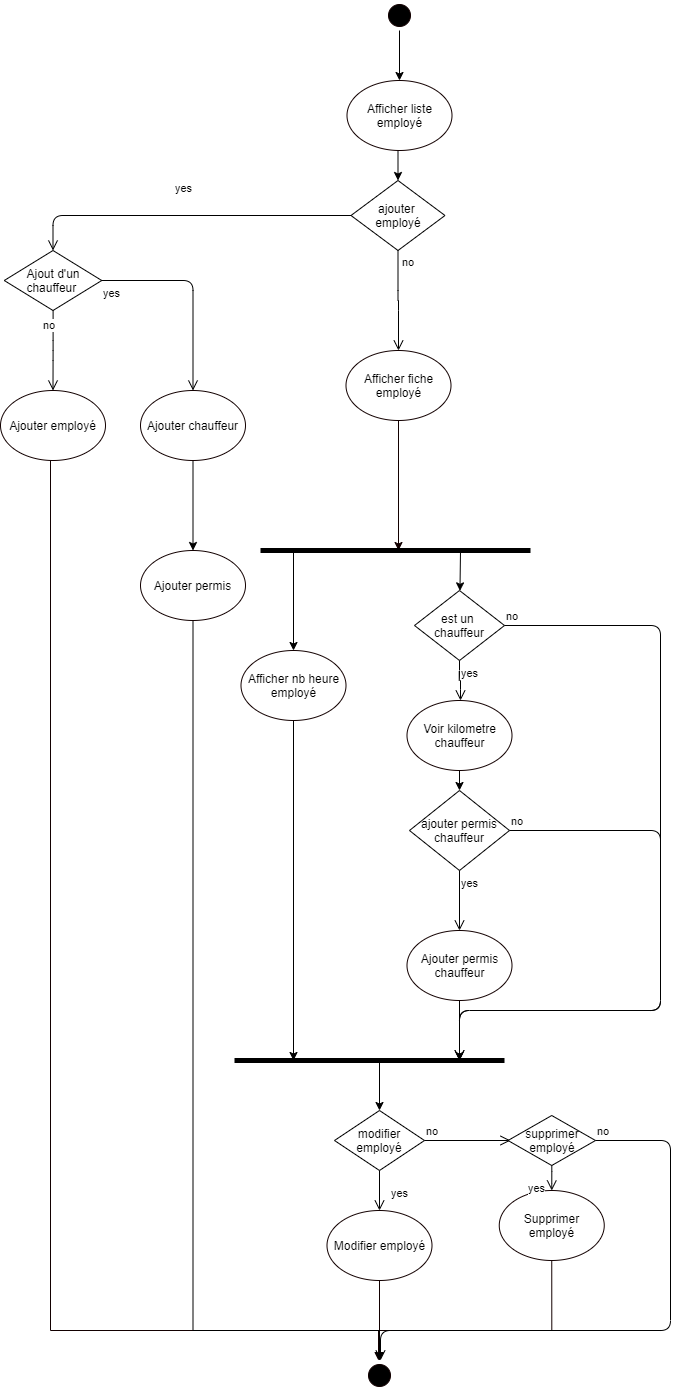 Afficher liste
employé
yes
ajouter
employé
no
Ajout d'un
chauffeur
yes
no
Afficher fiche
employé
Ajouter employé
Ajouter chauffeur
Ajouter permis
est un
chauffeur
no
yes
Afficher nb heure
employé
Voir kilometre
chauffeur
ajouter permis
chauffeur
no
yes
Ajouter permis
chauffeur
modifier
employé
no
supprimer
employé
no
yes
yes
Modifier employé
Supprimer
employé